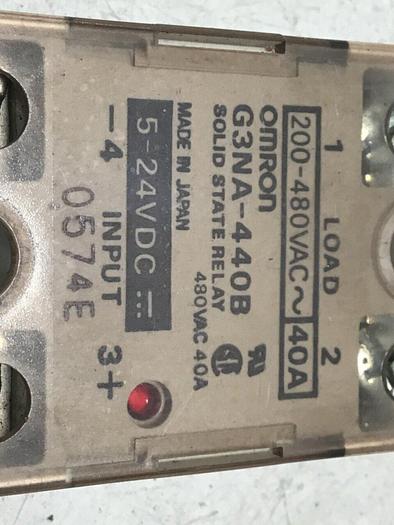 1 LOAD 2
200-480VAC~ 40A
OMRON
G3NA-440B
SOLID STATE RELAY
480VAC 40A
MADE IN JAPAN
5-24VDC
-4 INPUT 3+
0574E